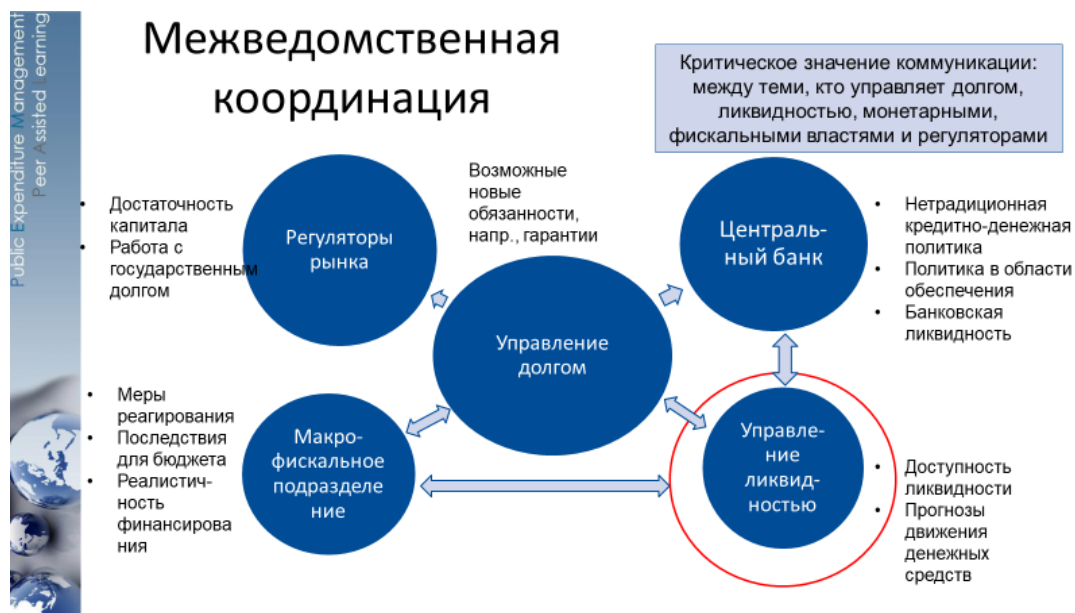 Public Expenditure Management
Peer Assisted Learning
Межведомственная
координация
Критическое значение коммуникации:
между теми, кто управляет долгом,
ликвидностью, монетарными,
фискальными властями и регуляторами
• Достаточность
капитала
• Работа с
государственным
долгом
Регуляторы
рынка
Возможные
новые
обязанности,
напр., гарантии
Централь-
ный банк
• Нетрадиционная
кредитно-денежная
политика
• Политика в области
обеспечения
• Банковская
ликвидность
Управление
долгом
• Меры
реагирования
• Последствия
для бюджета
• Реалистич-
ность
финансирова
ния
Макро-
фискальное
подразделе
ние
Управле-
ние
ликвид-
ностью
• Доступность
ликвидности
• Прогнозы
движения
денежных
средств